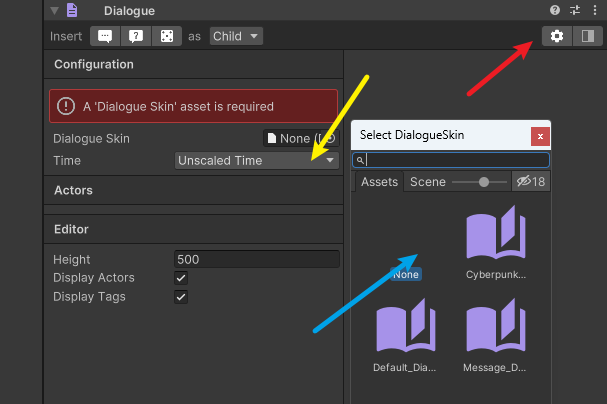 Dialogue
Insert as Child
Configuration
A 'Dialogue Skin' asset is required
Dialogue Skin None (
Time Unscaled Time
Actors
Editor
Height 500
Display Actors
Display Tags
Select DialogueSkin x
Assets Scene 18
None Cyberpunk...
Default_Dia... Message_D...